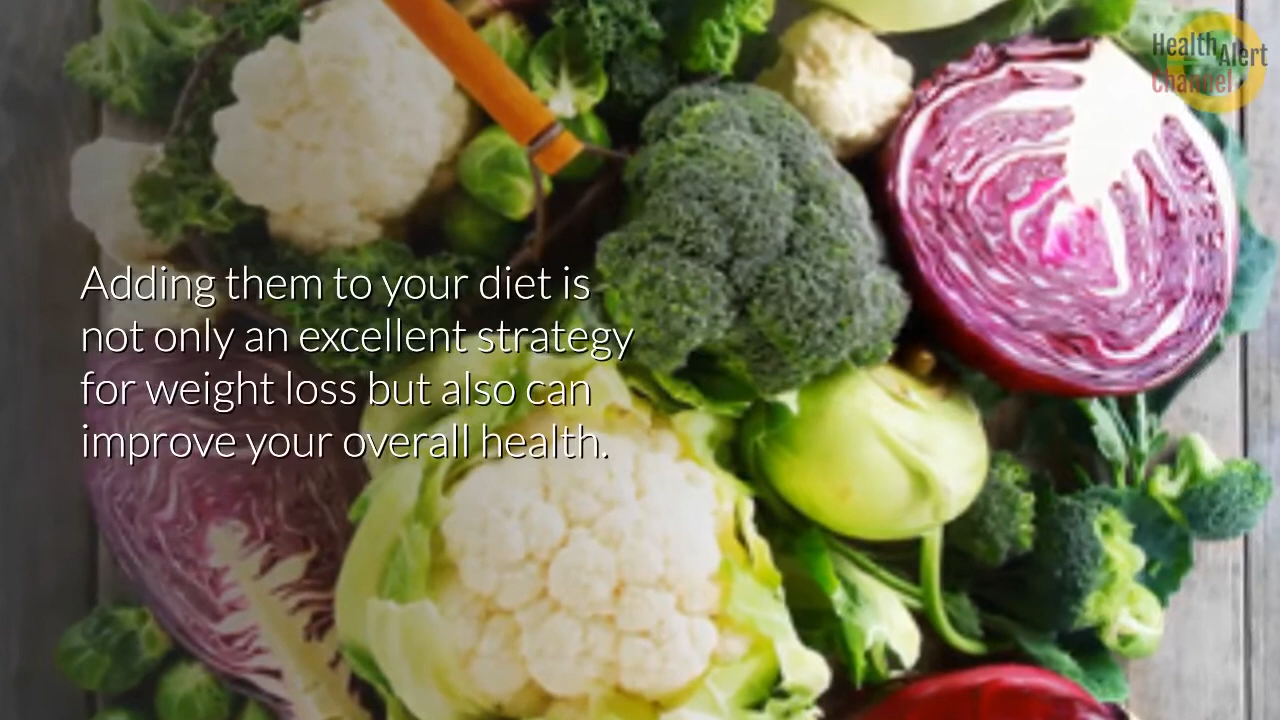 Health
Alert
Channel
Adding them to your diet is
not only an excellent strategy
for weight loss but also can
improve your overall health.